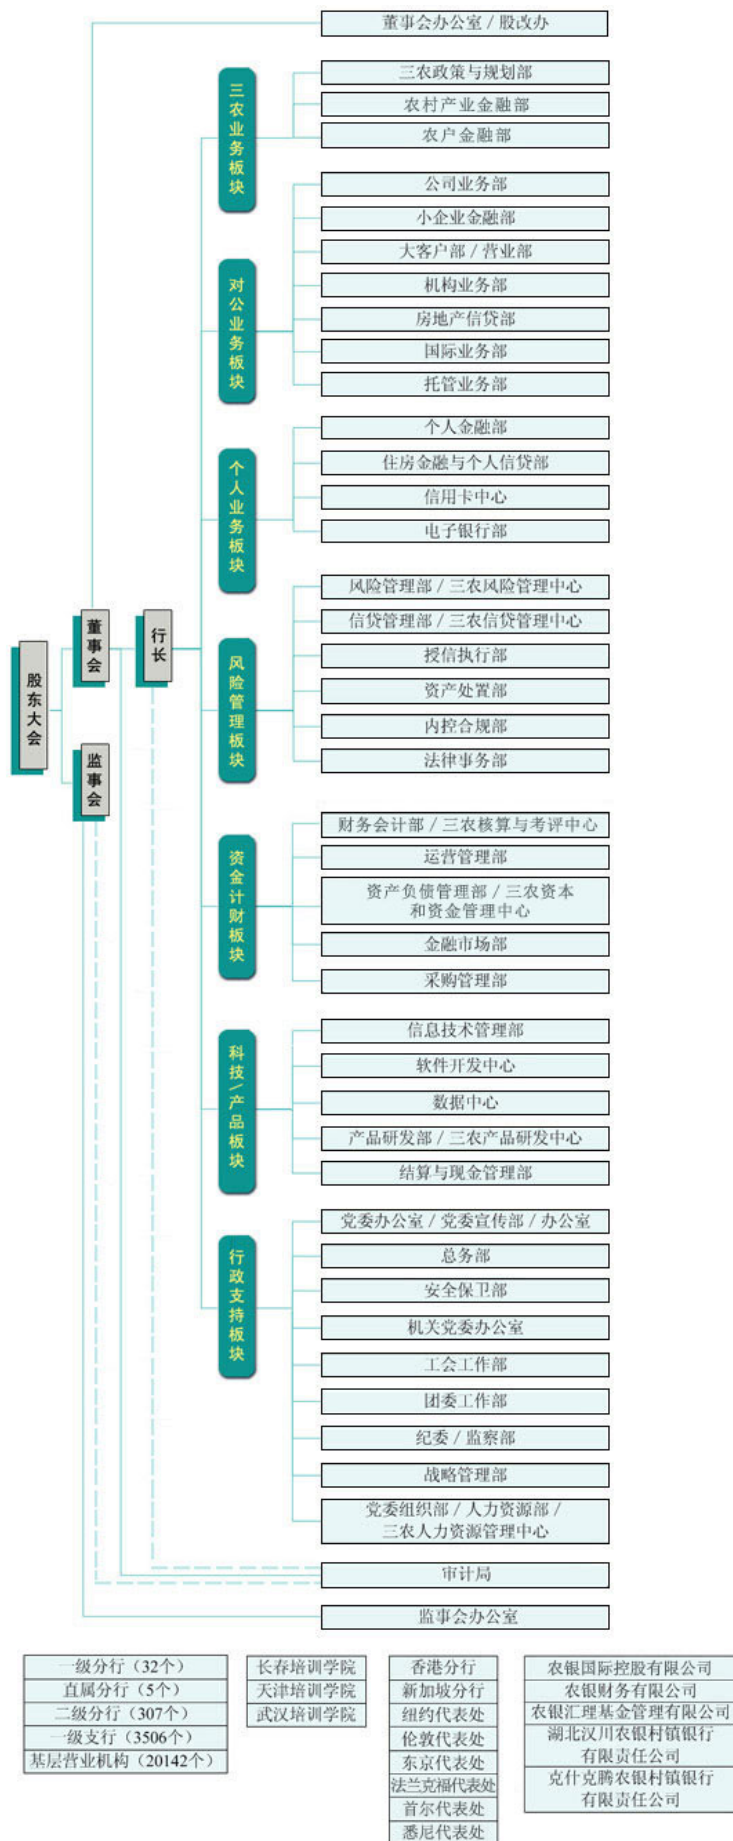 董事会办公室 / 股改办
三农业务板块
三农政策与规划部
农村产业金融部
农户金融部
对公业务板块
公司业务部
小企业金融部
大客户部 / 营业部
机构业务部
房地产信贷部
国际业务部
托管业务部
个人业务板块
个人金融部
住房金融与个人信贷部
信用卡中心
电子银行部
股东大会
董事会
监事会
行长
风险管理板块
风险管理部 / 三农风险管理中心
信贷管理部 / 三农信贷管理中心
授信执行部
资产处置部
内控合规部
法律事务部
资金计财板块
财务会计部 / 三农核算与考评中心
运营管理部
资产负债管理部 / 三农资本
和资金管理中心
金融市场部
采购管理部
科技/产品板块
信息技术管理部
软件开发中心
数据中心
产品研发部 / 三农产品研发中心
结算与现金管理部
行政支持板块
党委办公室 / 党委宣传部 / 办公室
总务部
安全保卫部
机关党委办公室
工会工作部
团委工作部
纪委 / 监察部
战略管理部
党委组织部 / 人力资源部 /
三农人力资源管理中心
审计局
监事会办公室
一级分行（32个）
直属分行（5个）
二级分行（307个）
一级支行（3506个）
基层营业机构（20142个）
长春培训学院
天津培训学院
武汉培训学院
香港分行
新加坡分行
纽约代表处
伦敦代表处
东京代表处
法兰克福代表处
首尔代表处
悉尼代表处
农银国际控股有限公司
农银财务有限公司
农银汇理基金管理有限公司
湖北汉川农银村镇银行
有限责任公司
克什克腾农银村镇银行
有限责任公司